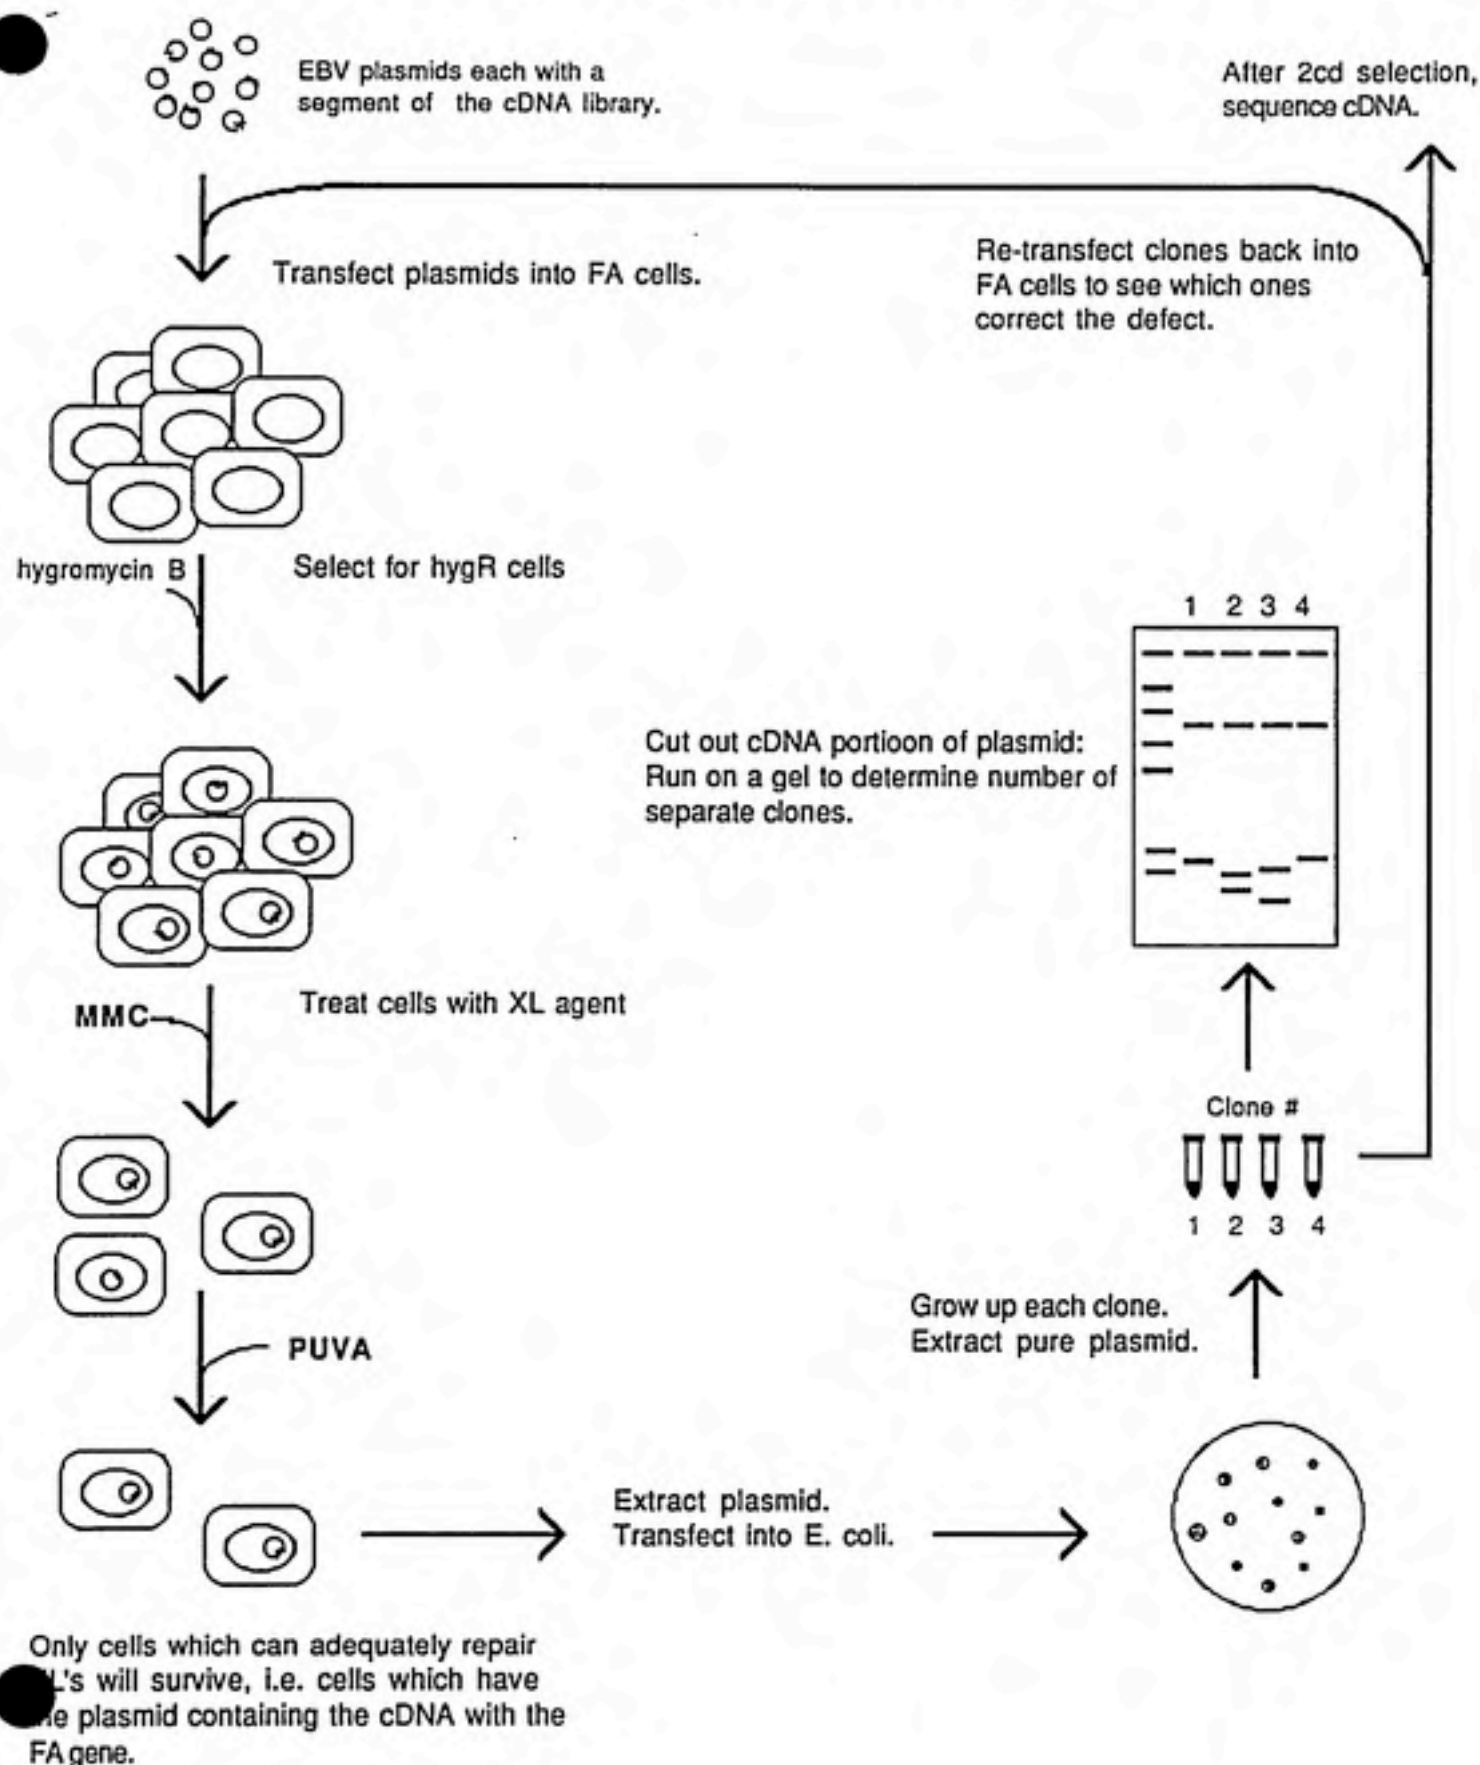 EBV plasmids each with a
segment of the cDNA library.
After 2cd selection,
sequence cDNA.
Transfect plasmids into FA cells.
Re-transfect clones back into
FA cells to see which ones
correct the defect.
hygromycin B
Select for hygR cells
1 2 3 4
Cut out cDNA portioon of plasmid:
Run on a gel to determine number of
separate clones.
MMC
Treat cells with XL agent
Clone #
1 2 3 4
PUVA
Grow up each clone.
Extract pure plasmid.
Extract plasmid.
Transfect into E. coli.
Only cells which can adequately repair
L's will survive, i.e. cells which have
plasmid containing the cDNA with the
FA gene.